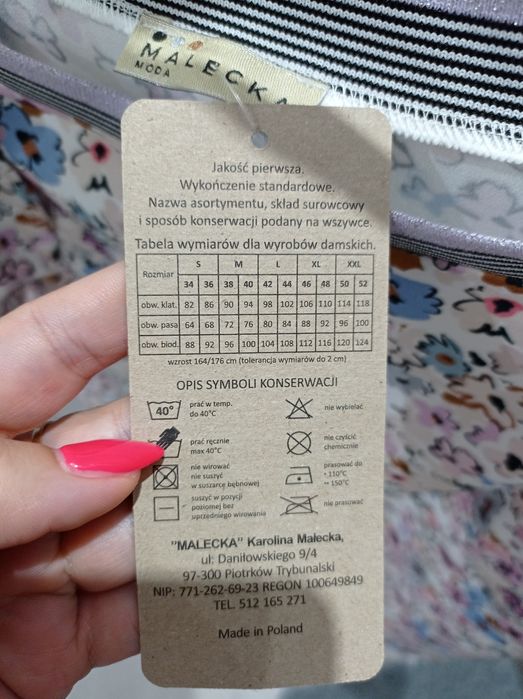 MALECKA
MODA
Jakość pierwsza.
Wykończenie standardowe.
Nazwa asortymentu, skład surowcowy
i sposób konserwacji podany na wszywce.
Tabela wymiarów dla wyrobów damskich.
Rozmiar S M L XL XXL
34 36 38 40 42 44 46 48 50 52
obw. klat. 82 86 90 94 98 102 106 110 114 118
obw. pasa 64 68 72 76 80 84 88 92 96 100
obw. biod. 88 92 96 100 104 108 112 116 120 124
wzrost 164/176 cm (tolerancja wymiarów do 2 cm)
OPIS SYMBOLI KONSERWACJI
40° prać w temp. do 40°C
nie wybielać
prać ręcznie max 40°C
nie czyścić chemicznie
nie wirować nie suszyć w suszarce bębnowej
prasować do • 110°C •• 150°C
suszyć w pozycji poziomej bez uprzedniego wirowania
nie prasować
"MALECKA" Karolina Małecka,
ul: Daniłowskiego 9/4
97-300 Piotrków Trybunalski
NIP: 771-262-69-23 REGON 100649849
TEL. 512 165 271
Made in Poland